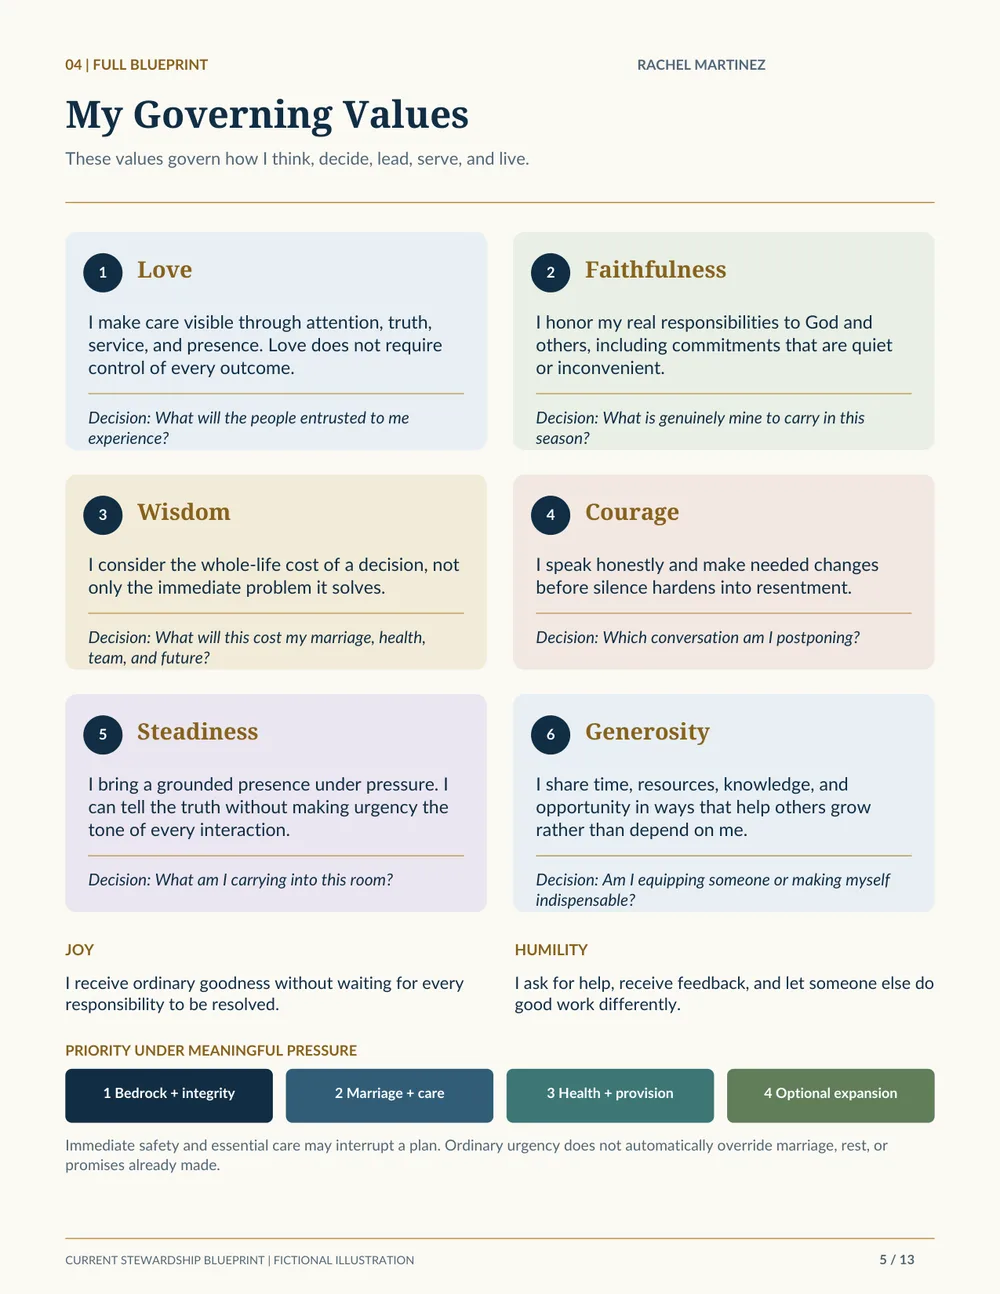 04 | FULL BLUEPRINT
RACHEL MARTINEZ
My Governing Values
These values govern how I think, decide, lead, serve, and live.
1
Love
I make care visible through attention, truth,
service, and presence. Love does not require
control of every outcome.
Decision: What will the people entrusted to me
experience?
2
Faithfulness
I honor my real responsibilities to God and
others, including commitments that are quiet
or inconvenient.
Decision: What is genuinely mine to carry in this
season?
3
Wisdom
I consider the whole-life cost of a decision, not
only the immediate problem it solves.
Decision: What will this cost my marriage, health,
team, and future?
4
Courage
I speak honestly and make needed changes
before silence hardens into resentment.
Decision: Which conversation am I postponing?
5
Steadiness
I bring a grounded presence under pressure. I
can tell the truth without making urgency the
tone of every interaction.
Decision: What am I carrying into this room?
6
Generosity
I share time, resources, knowledge, and
opportunity in ways that help others grow
rather than depend on me.
Decision: Am I equipping someone or making myself
indispensable?
JOY
I receive ordinary goodness without waiting for every
responsibility to be resolved.
HUMILITY
I ask for help, receive feedback, and let someone else do
good work differently.
PRIORITY UNDER MEANINGFUL PRESSURE
1 Bedrock + integrity
2 Marriage + care
3 Health + provision
4 Optional expansion
Immediate safety and essential care may interrupt a plan. Ordinary urgency does not automatically override marriage, rest, or
promises already made.
CURRENT STEWARDSHIP BLUEPRINT | FICTIONAL ILLUSTRATION
5 / 13